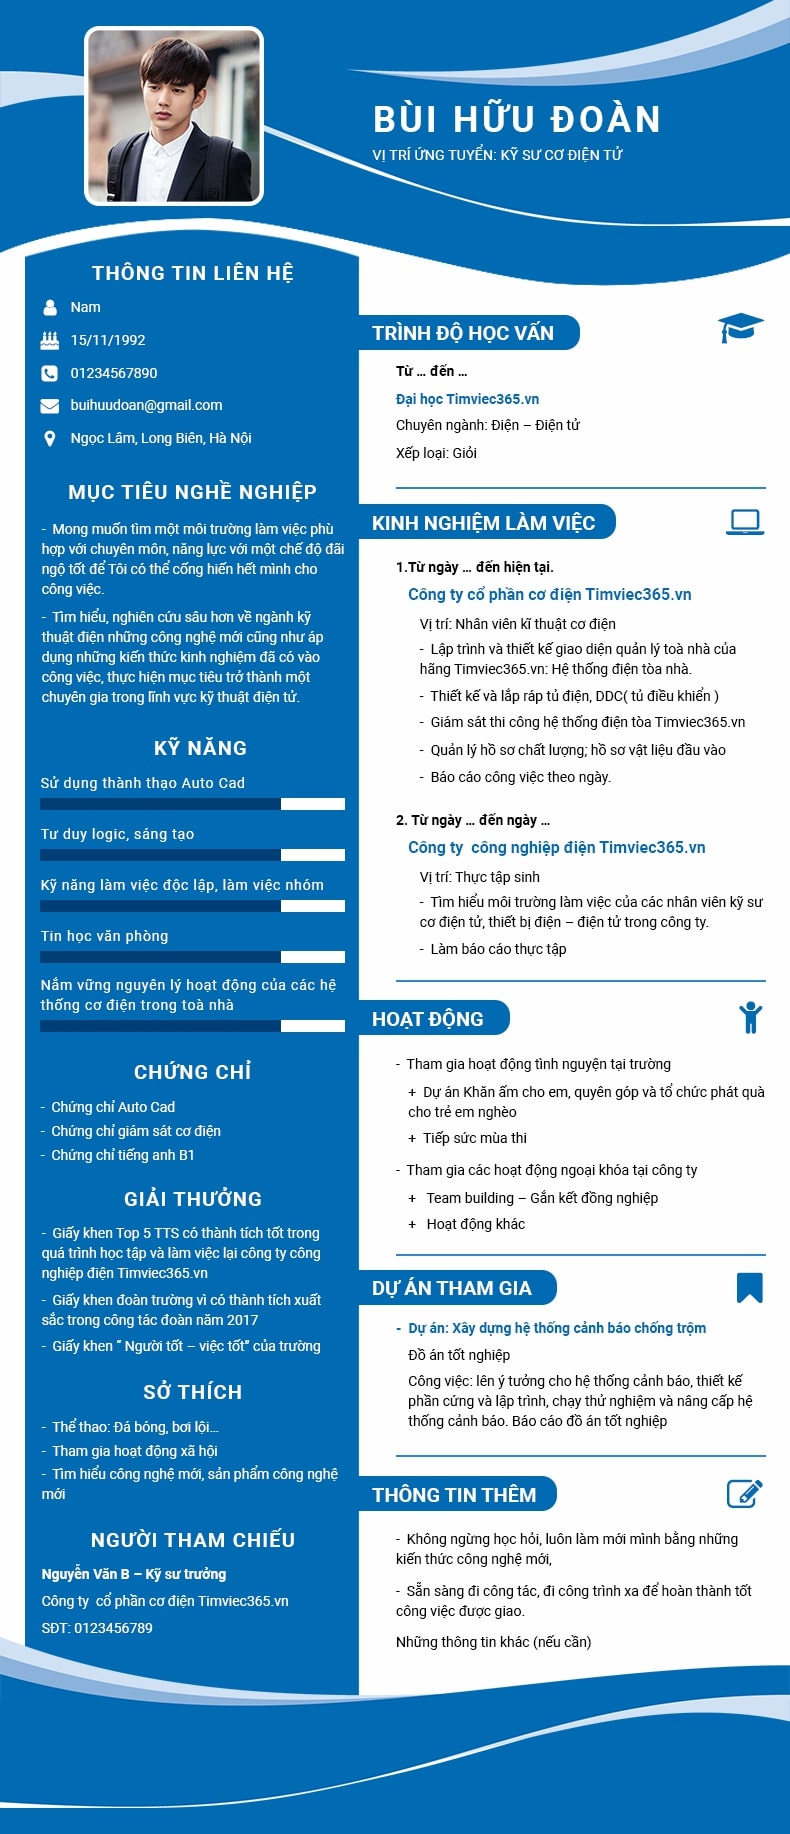 BÙI HỮU ĐOÀN
VỊ TRÍ ỨNG TUYỂN: KỸ SƯ CƠ ĐIỆN TỬ
THÔNG TIN LIÊN HỆ
Nam
15/11/1992
01234567890
buihuudoan@gmail.com
Ngọc Lâm, Long Biên, Hà Nội
MỤC TIÊU NGHỀ NGHIỆP
- Mong muốn tìm một môi trường làm việc phù
hợp với chuyên môn, năng lực với một chế độ đãi
ngộ tốt để Tôi có thể cống hiến hết mình cho
công việc.
- Tìm hiểu, nghiên cứu sâu hơn về ngành kỹ
thuật điện những công nghệ mới cũng như áp
dụng những kiến thức kinh nghiệm đã có vào
công việc, thực hiện mục tiêu trở thành một
chuyên gia trong lĩnh vực kỹ thuật điện tử.
KỸ NĂNG
Sử dụng thành thạo Auto Cad
Tư duy logic, sáng tạo
Kỹ năng làm việc độc lập, làm việc nhóm
Tin học văn phòng
Nắm vững nguyên lý hoạt động của các hệ
thống cơ điện trong toà nhà
CHỨNG CHỈ
- Chứng chỉ Auto Cad
- Chứng chỉ giám sát cơ điện
- Chứng chỉ tiếng anh B1
GIẢI THƯỞNG
- Giấy khen Top 5 TTS có thành tích tốt trong
quá trình học tập và làm việc lại công ty công
nghiệp điện Timviec365.vn
- Giấy khen đoàn trường vì có thành tích xuất
sắc trong công tác đoàn năm 2017
- Giấy khen “ Người tốt – việc tốt” của trường
SỞ THÍCH
- Thể thao: Đá bóng, bơi lội...
- Tham gia hoạt động xã hội
- Tìm hiểu công nghệ mới, sản phẩm công nghệ
mới
NGƯỜI THAM CHIẾU
Nguyễn Văn B – Kỹ sư trưởng
Công ty cổ phần cơ điện Timviec365.vn
SĐT: 0123456789
TRÌNH ĐỘ HỌC VẤN
Từ ... đến ...
Đại học Timviec365.vn
Chuyên ngành: Điện – Điện tử
Xếp loại: Giỏi
KINH NGHIỆM LÀM VIỆC
1.Từ ngày ... đến hiện tại.
Công ty cổ phần cơ điện Timviec365.vn
Vị trí: Nhân viên kĩ thuật cơ điện
- Lập trình và thiết kế giao diện quản lý toà nhà của
hãng Timviec365.vn: Hệ thống điện tòa nhà.
- Thiết kế và lắp ráp tủ điện, DDC( tủ điều khiển )
- Giám sát thi công hệ thống điện tòa Timviec365.vn
- Quản lý hồ sơ chất lượng; hồ sơ vật liệu đầu vào
- Báo cáo công việc theo ngày.
2. Từ ngày ... đến ngày ...
Công ty công nghiệp điện Timviec365.vn
Vị trí: Thực tập sinh
- Tìm hiểu môi trường làm việc của các nhân viên kỹ sư
cơ điện tử, thiết bị điện – điện tử trong công ty.
- Làm báo cáo thực tập
HOẠT ĐỘNG
- Tham gia hoạt động tình nguyện tại trường
+ Dự án Khăn ấm cho em, quyên góp và tổ chức phát quà
cho trẻ em nghèo
+ Tiếp sức mùa thi
- Tham gia các hoạt động ngoại khóa tại công ty
+ Team building – Gắn kết đồng nghiệp
+ Hoạt động khác
DỰ ÁN THAM GIA
- Dự án: Xây dựng hệ thống cảnh báo chống trộm
Đồ án tốt nghiệp
Công việc: lên ý tưởng cho hệ thống cảnh báo, thiết kế
phần cứng và lập trình, chạy thử nghiệm và nâng cấp hệ
thống cảnh báo. Báo cáo đồ án tốt nghiệp
THÔNG TIN THÊM
- Không ngừng học hỏi, luôn làm mới mình bằng những
kiến thức công nghệ mới,
- Sẵn sàng đi công tác, đi công trình xa để hoàn thành tốt
công việc được giao.
Những thông tin khác (nếu cần)